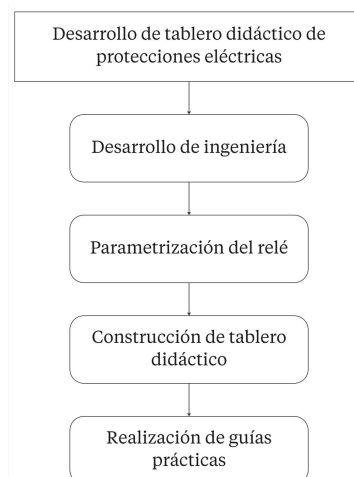 Desarrollo de tablero didáctico de
protecciones eléctricas
Desarrollo de ingeniería
Parametrización del relé
Construcción de tablero
didáctico
Realización de guías
prácticas